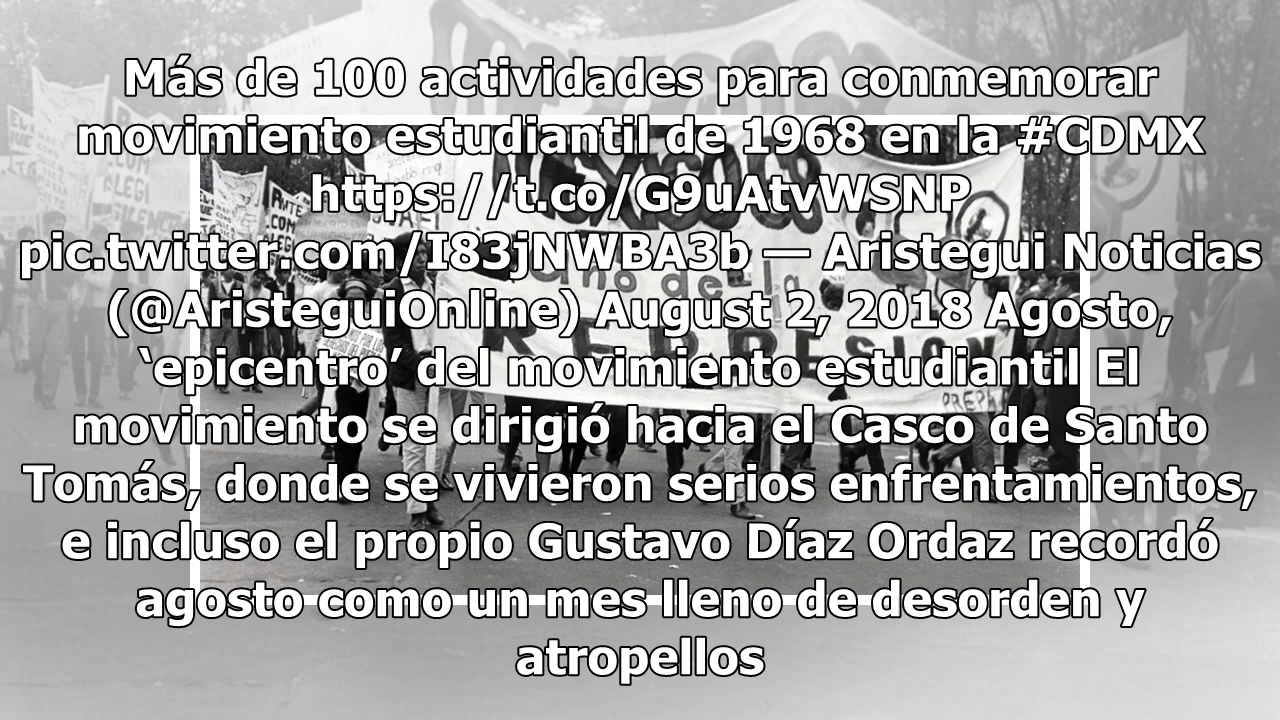 Más de 100 actividades para conmemorar
movimiento estudiantil de 1968 en la #CDMX
https://t.co/G9uAtvWSNP
pic.twitter.com/I83jNWBA3b — Aristegui Noticias
(@AristeguiOnline) August 2, 2018 Agosto,
‘epicentro’ del movimiento estudiantil El
movimiento se dirigió hacia el Casco de Santo
Tomás, donde se vivieron serios enfrentamientos,
e incluso el propio Gustavo Díaz Ordaz recordó
agosto como un mes lleno de desorden y
atropellos
REPRESION